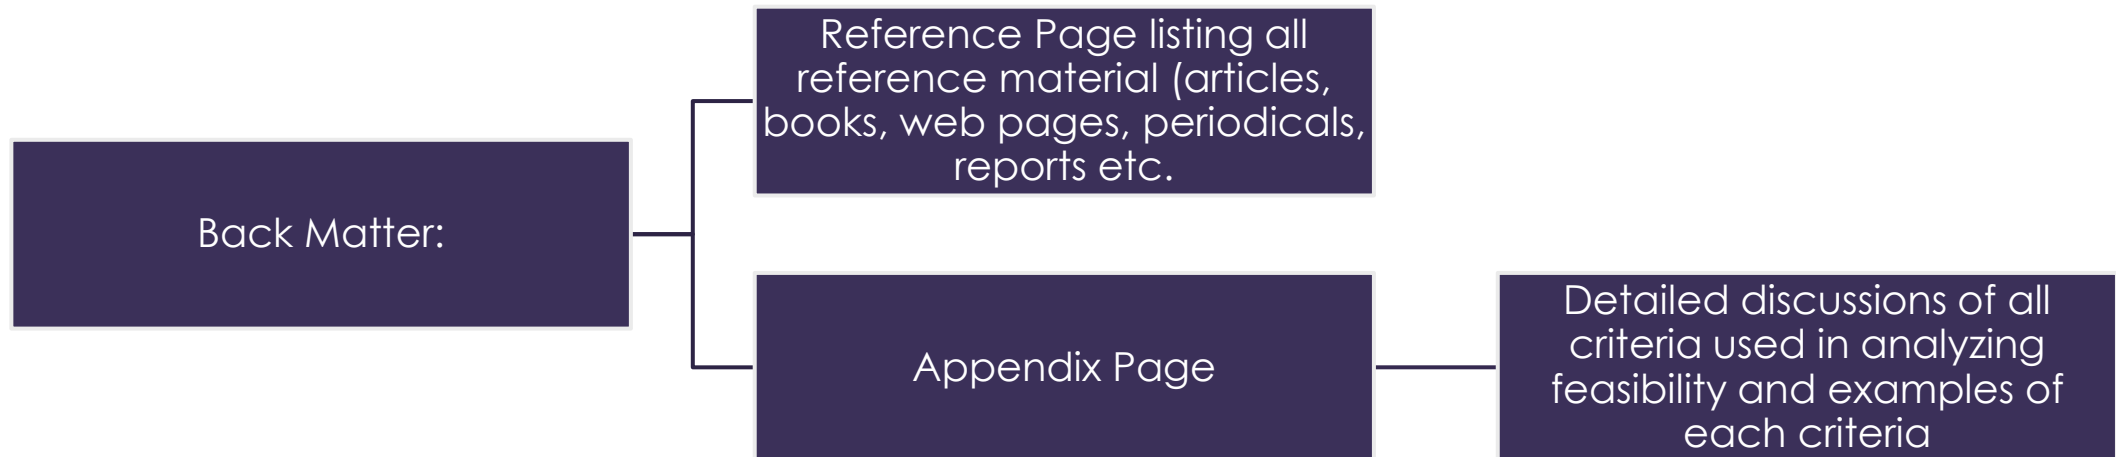 Back Matter:
Reference Page listing all
reference material (articles,
books, web pages, periodicals,
reports etc.
Appendix Page
Detailed discussions of all
criteria used in analyzing
feasibility and examples of
each criteria